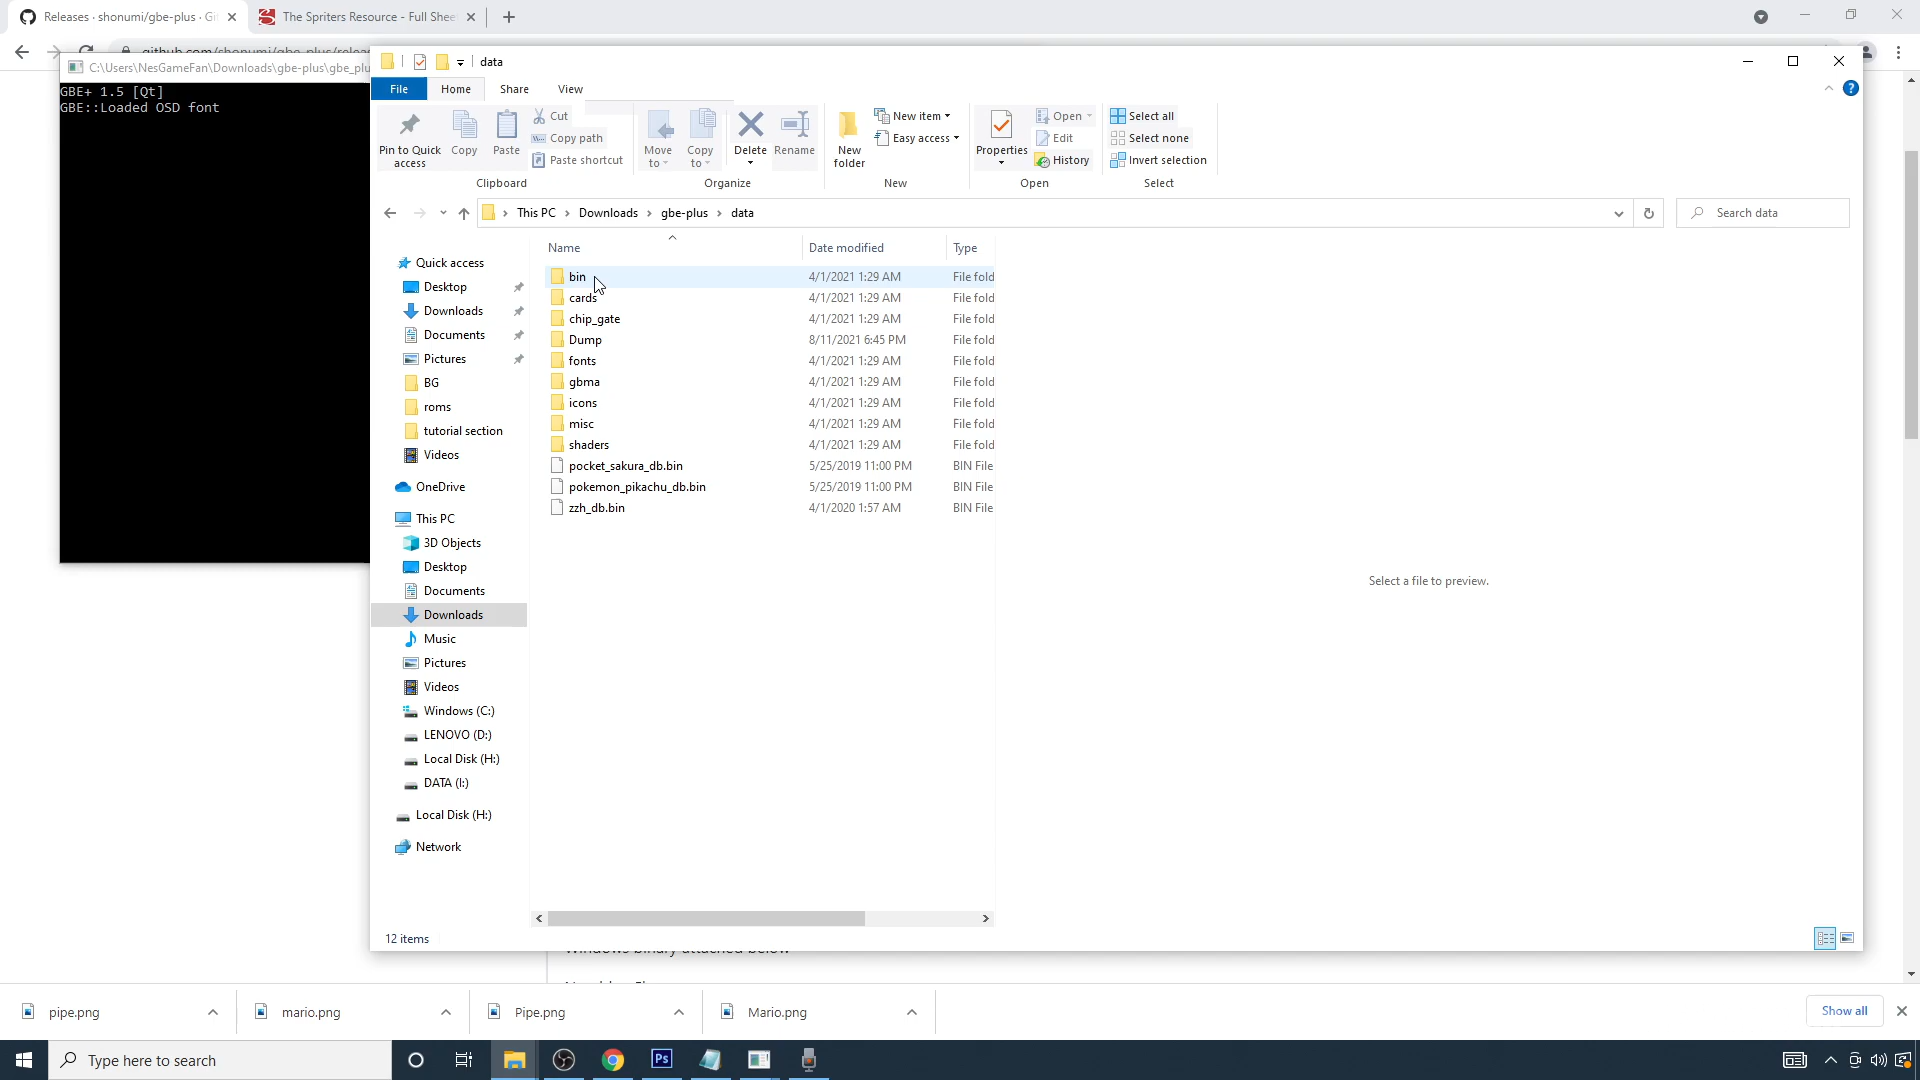 Releases · shonumi/gbe-plus · Gi
The Spriters Resource - Full Shee
github.com/shonumi/gbe-plus/relea
data
C:\Users\NesGameFan\Downloads\gbe-plus\gbe_plu
GBE+ 1.5 [Qt]
GBE::Loaded OSD font
File
Home
Share
View
Pin to Quick access
Copy
Paste
Cut
Copy path
Paste shortcut
Clipboard
Move to
Copy to
Delete
Rename
Organize
New folder
New item
Easy access
New
Properties
Open
Edit
History
Open
Select all
Select none
Invert selection
Select
This PC > Downloads > gbe-plus > data
Search data
Name
Date modified
Type
bin 4/1/2021 1:29 AM File fold
cards 4/1/2021 1:29 AM File fold
chip_gate 4/1/2021 1:29 AM File fold
Dump 8/11/2021 6:45 PM File fold
fonts 4/1/2021 1:29 AM File fold
gbma 4/1/2021 1:29 AM File fold
icons 4/1/2021 1:29 AM File fold
misc 4/1/2021 1:29 AM File fold
shaders 4/1/2021 1:29 AM File fold
pocket_sakura_db.bin 5/25/2019 11:00 PM BIN File
pokemon_pikachu_db.bin 5/25/2019 11:00 PM BIN File
zzh_db.bin 4/1/2020 1:57 AM BIN File
Quick access
Desktop
Downloads
Documents
Pictures
BG
roms
tutorial section
Videos
OneDrive
This PC
3D Objects
Desktop
Documents
Downloads
Music
Pictures
Videos
Windows (C:)
LENOVO (D:)
Local Disk (H:)
DATA (I:)
Local Disk (H:)
Network
Select a file to preview.
12 items
Windows binary attached below
pipe.png
mario.png
Pipe.png
Mario.png
Show all
Type here to search
Ps